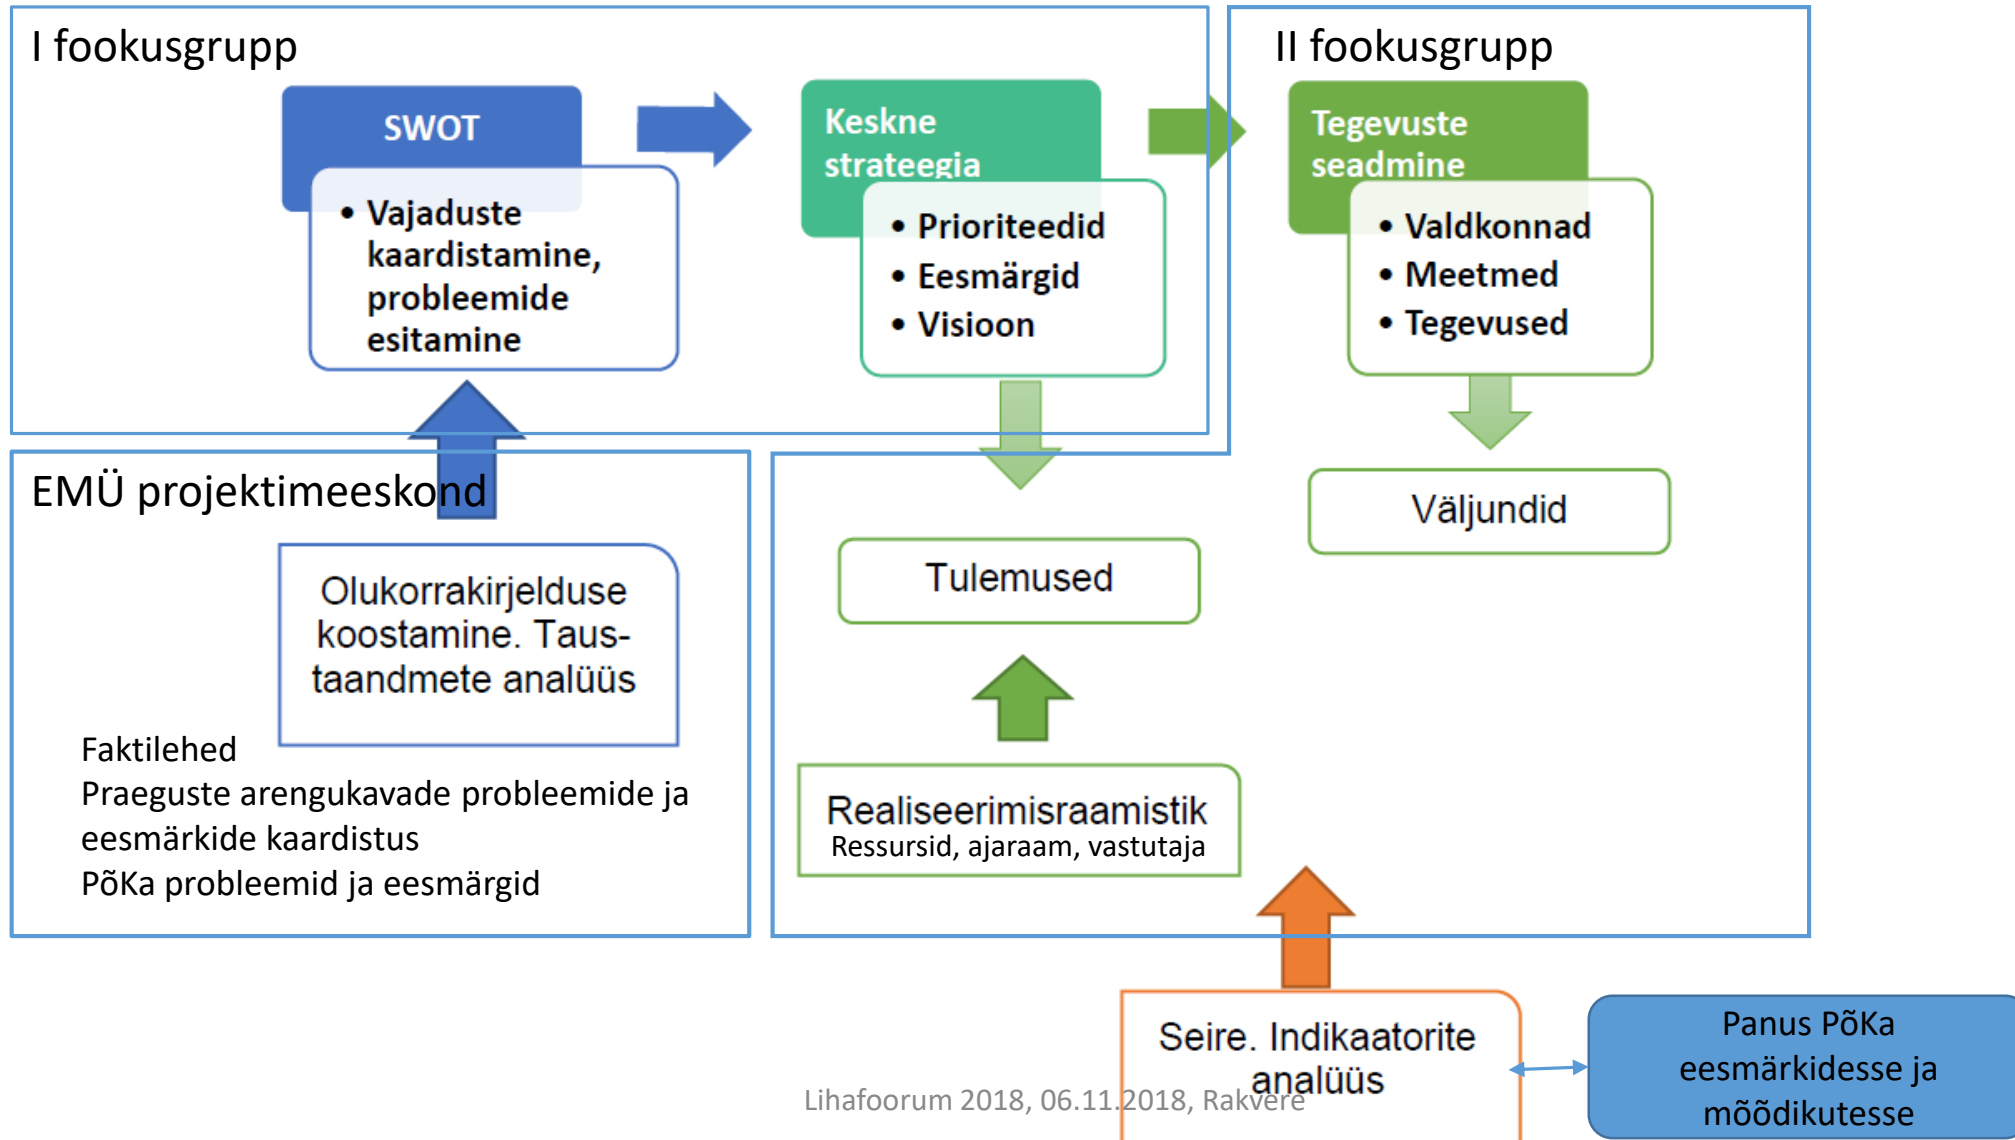 I fookusgrupp
II fookusgrupp
SWOT
• Vajaduste
kaardistamine,
probleemide
esitamine
Keskne
strateegia
• Prioriteedid
• Eesmärgid
• Visioon
Tegevuste
seadmine
• Valdkonnad
• Meetmed
• Tegevused
EMÜ projektimeeskond
Olukorrakirjelduse
koostamine. Taus-
taandmete analüüs
Faktilehed
Praeguste arengukavade probleemide ja
eesmärkide kaardistus
PõKa probleemid ja eesmärgid
Väljundid
Tulemused
Realiseerimisraamistik
Ressursid, ajaraam, vastutaja
Seire. Indikaatorite
analüüs
Panus PõKa
eesmärkidesse ja
mõõdikutesse
Lihafoorum 2018, 06.11.2018, Rakvere